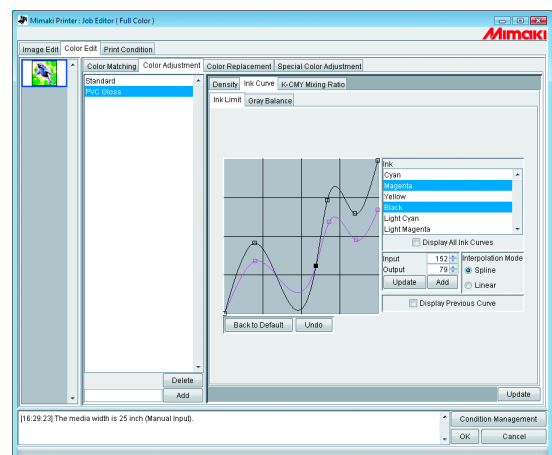 Mimaki Printer : Job Editor ( Full Color )
Mimaki
Image Edit Color Edit Print Condition
Color Matching Color Adjustment Color Replacement Special Color Adjustment
Standard
PVC Gloss
Density Ink Curve K-CMY Mixing Ratio
Ink Limit Gray Balance
Ink
Cyan
Magenta
Yellow
Black
Light Cyan
Light Magenta
Display All Ink Curves
Input 152 Interpolation Mode
Output 79 Spline
Update Add Linear
Display Previous Curve
Back to Default Undo
Delete
Add
Update
[16:29:23] The media width is 25 inch (Manual Input).
Condition Management
OK Cancel